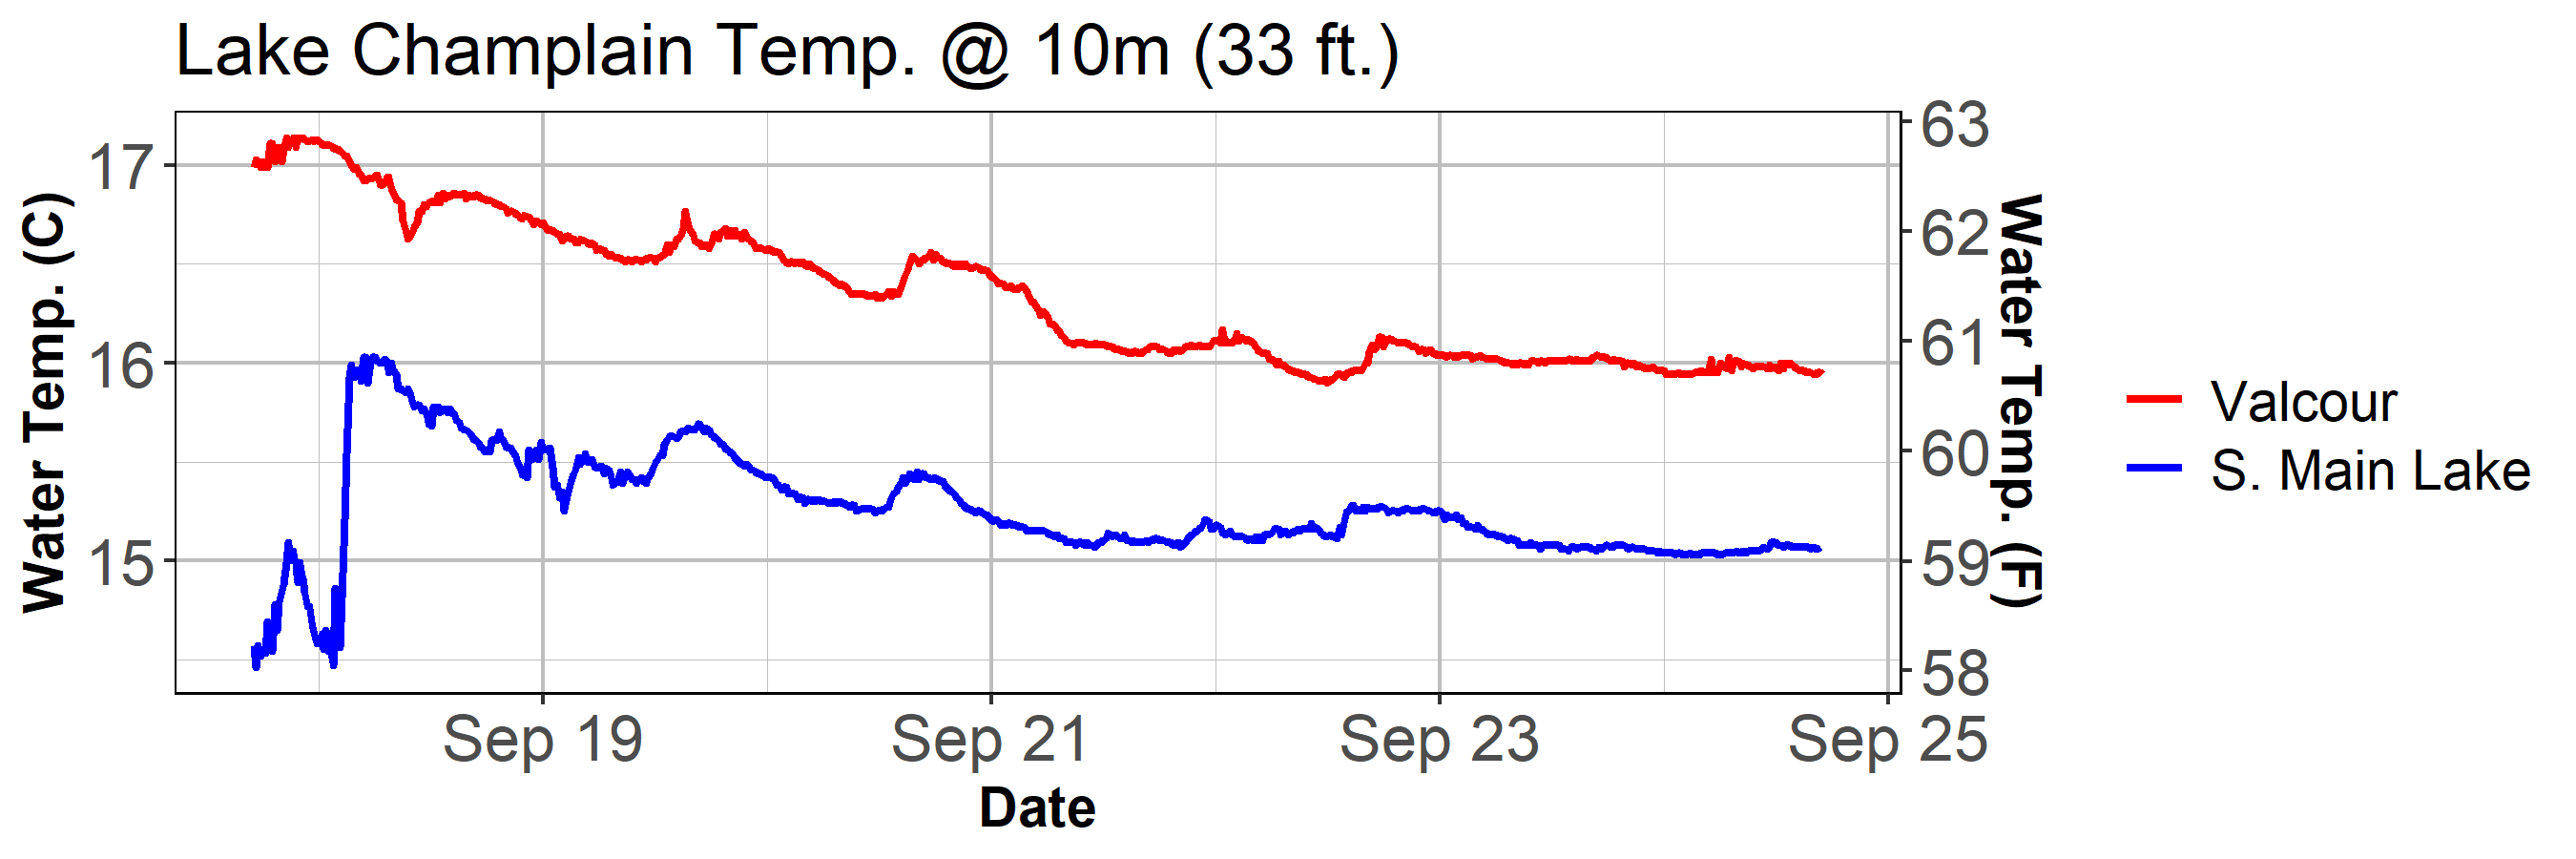 Lake Champlain Temp. @ 10m (33 ft.)
Water Temp. (C)
17
16
15
63
62
61
60
59
58
Water Temp. (F)
Sep 19
Sep 21
Sep 23
Sep 25
Date
Valcour
S. Main Lake